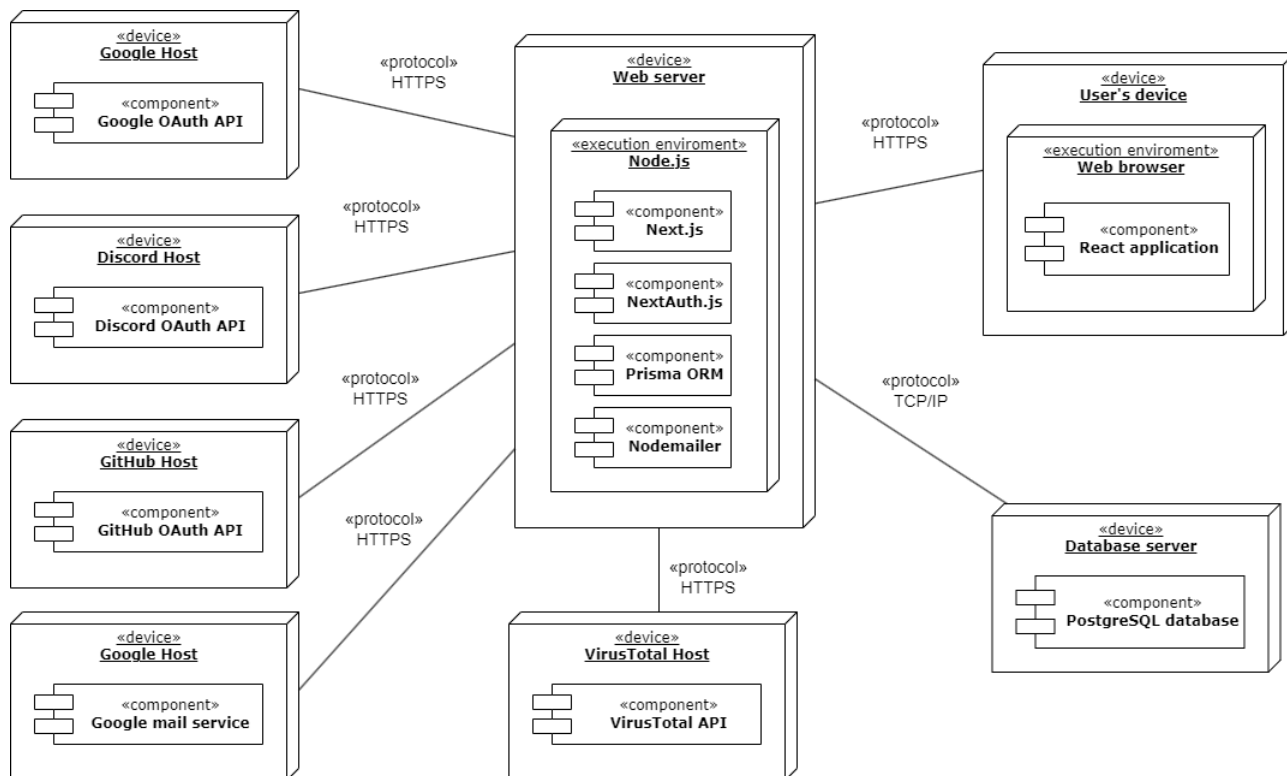 «device»
Google Host
«component»
Google OAuth API
«protocol»
HTTPS
«device»
Discord Host
«component»
Discord OAuth API
«protocol»
HTTPS
«device»
GitHub Host
«component»
GitHub OAuth API
«protocol»
HTTPS
«device»
Google Host
«component»
Google mail service
«protocol»
HTTPS
«device»
Web server
«execution enviroment»
Node.js
«component»
Next.js
«component»
NextAuth.js
«component»
Prisma ORM
«component»
Nodemailer
«protocol»
HTTPS
«device»
VirusTotal Host
«component»
VirusTotal API
«protocol»
HTTPS
«device»
User's device
«execution enviroment»
Web browser
«component»
React application
«protocol»
TCP/IP
«device»
Database server
«component»
PostgreSQL database